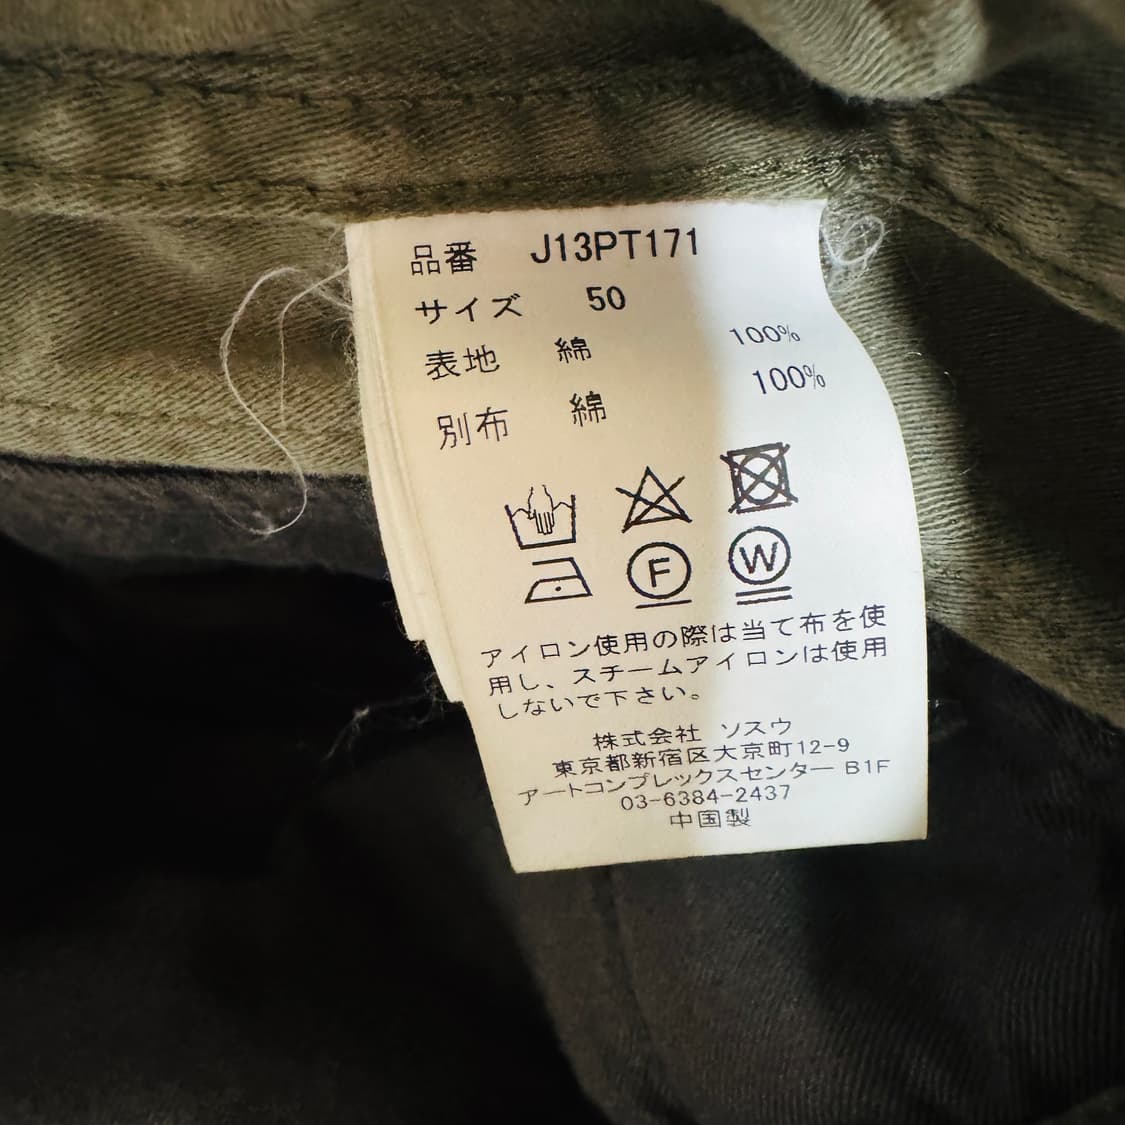 品番 J13PT171
サイズ 50
表地 綿 100%
別布 綿 100%
F W
アイロン使用の際は当て布を使
用し、スチームアイロンは使用
しないで下さい。
株式会社 ソスウ
東京都新宿区大京町12-9
アートコンプレックスセンター B1F
03-6384-2437
中国製